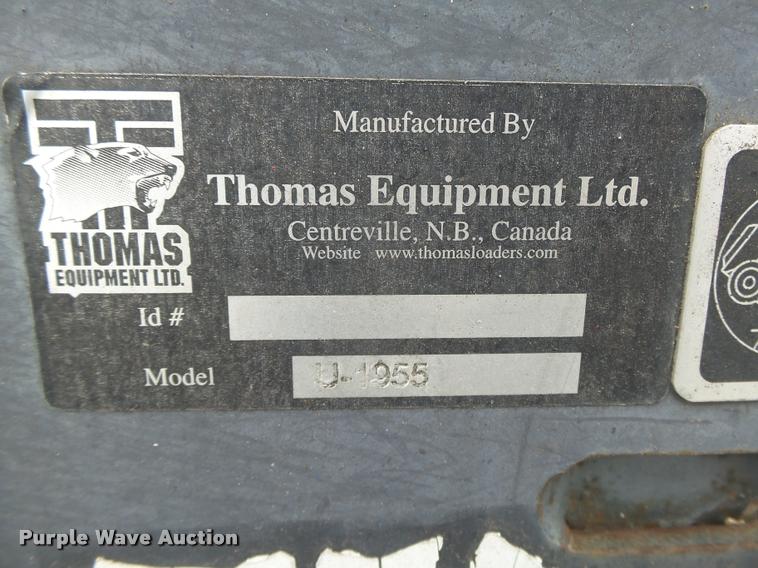 Manufactured By
Thomas Equipment Ltd.
Centreville, N.B., Canada
Website www.thomasloaders.com
THOMAS
EQUIPMENT LTD.
Id #
Model U-1955
Purple Wave Auction